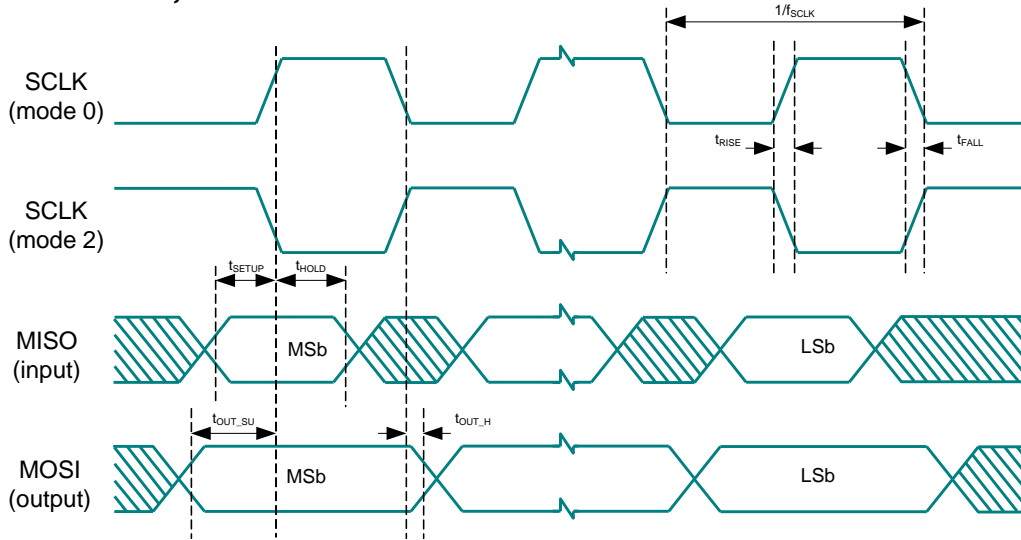 1/fSCLK
SCLK
(mode 0)
tRISE
tFALL
SCLK
(mode 2)
tSETUP
tHOLD
MISO
(input)
MSb
LSb
tOUT_SU
tOUT_H
MOSI
(output)
MSb
LSb